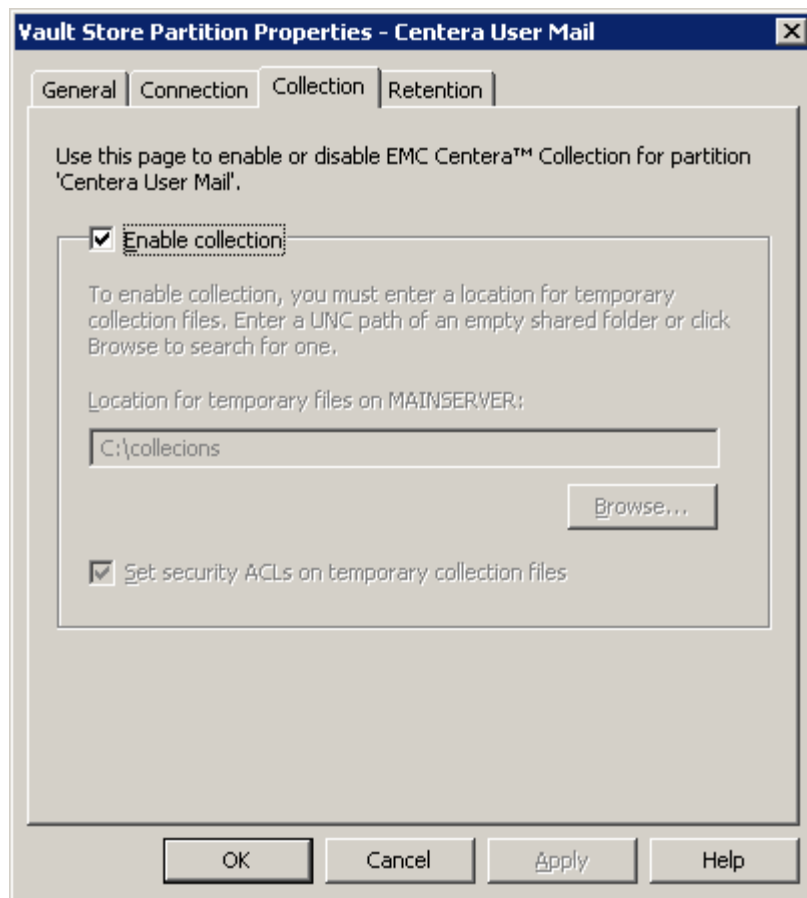 Vault Store Partition Properties - Centera User Mail
General Connection Collection Retention
Use this page to enable or disable EMC Centera™ Collection for partition
'Centera User Mail'.
Enable collection
To enable collection, you must enter a location for temporary
collection files. Enter a UNC path of an empty shared folder or click
Browse to search for one.
Location for temporary files on MAINSERVER:
C:\collecions
Browse...
Set security ACLs on temporary collection files
OK Cancel Apply Help